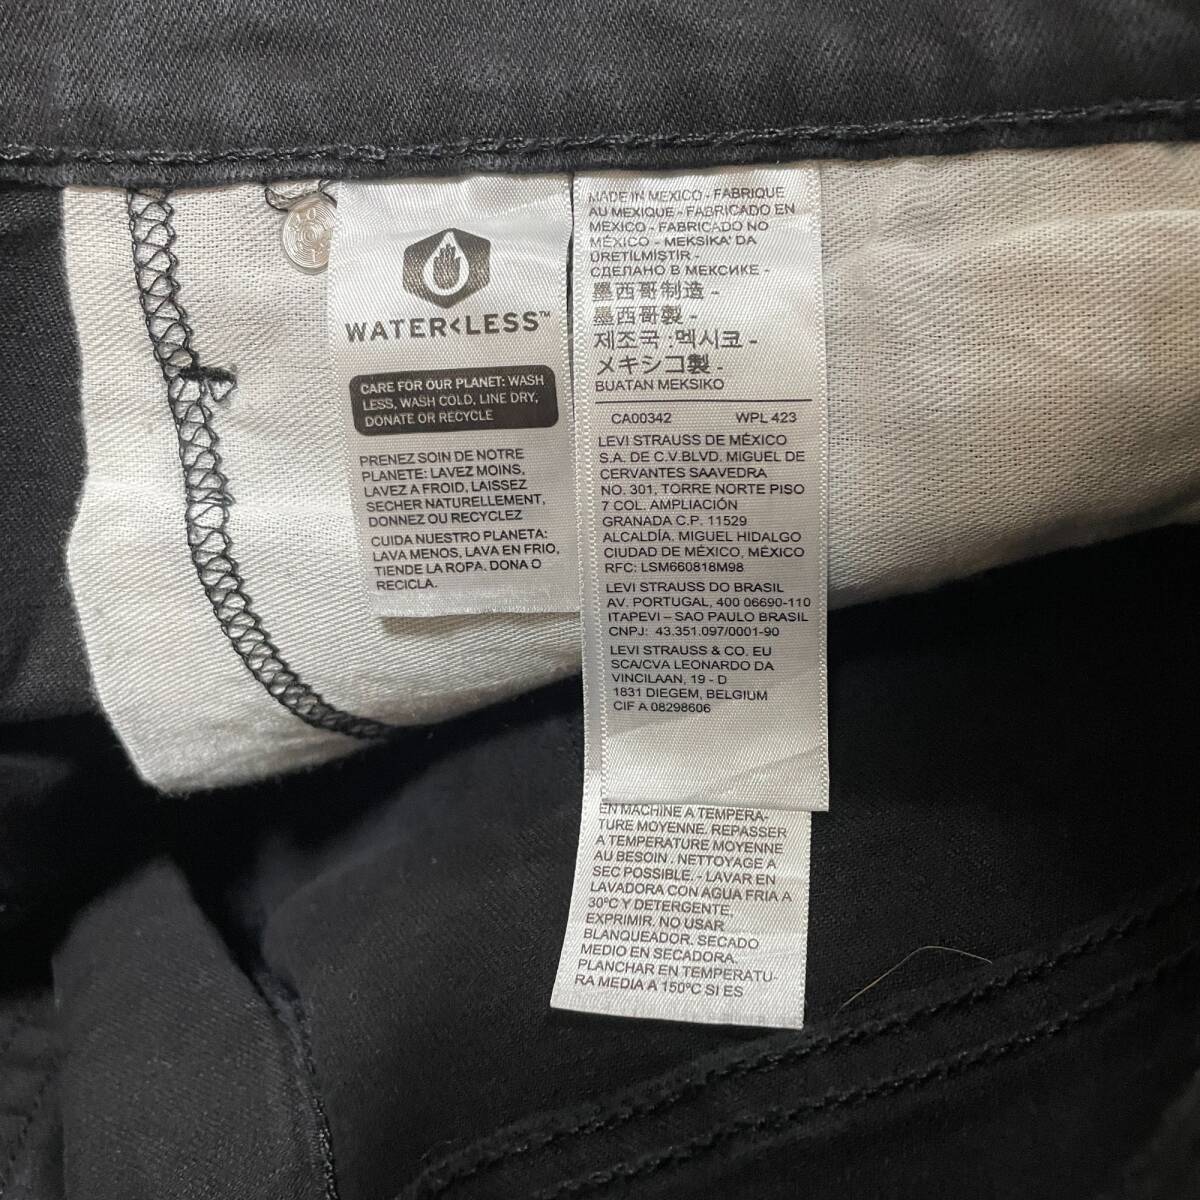 WATER<LESS™
CARE FOR OUR PLANET: WASH
LESS, WASH COLD, LINE DRY,
DONATE OR RECYCLE
PRENEZ SOIN DE NOTRE
PLANETE: LAVEZ MOINS,
LAVEZ A FROID, LAISSEZ
SECHER NATURELLEMENT,
DONNEZ OU RECYCLEZ
CUIDA NUESTRO PLANETA:
LAVA MENOS, LAVA EN FRIO,
TIENDE LA ROPA. DONA O
RECICLA.
MADE IN MEXICO - FABRIQUE
AU MEXIQUE - FABRICADO EN
MEXICO - FABRICADO NO
MÉXICO - MEKSİKA' DA
ÜRETİLMİŞTİR -
СДЕЛАНО В МЕКСИКЕ -
墨西哥制造 -
墨西哥製 -
제조국 :멕시코 -
メキシコ製 -
BUATAN MEKSIKO
CA00342 WPL 423
LEVI STRAUSS DE MÉXICO
S.A. DE C.V.BLVD. MIGUEL DE
CERVANTES SAAVEDRA
NO. 301, TORRE NORTE PISO
7 COL. AMPLIACIÓN
GRANADA C.P. 11529
ALCALDÍA. MIGUEL HIDALGO
CIUDAD DE MÉXICO, MÉXICO
RFC: LSM660818M98
LEVI STRAUSS DO BRASIL
AV. PORTUGAL, 400 06690-110
ITAPEVI – SAO PAULO BRASIL
CNPJ: 43.351.097/0001-90
LEVI STRAUSS & CO. EU
SCA/CVA LEONARDO DA
VINCILAAN, 19 - D
1831 DIEGEM, BELGIUM
CIF A 08298606
EN MACHINE A TEMPERA-
TURE MOYENNE. REPASSER
A TEMPERATURE MOYENNE
AU BESOIN. NETTOYAGE A
SEC POSSIBLE. - LAVAR EN
LAVADORA CON AGUA FRIA A
30ºC Y DETERGENTE.
EXPRIMIR. NO USAR
BLANQUEADOR. SECADO
MEDIO EN SECADORA.
PLANCHAR EN TEMPERATU-
RA MEDIA A 150ºC SI ES